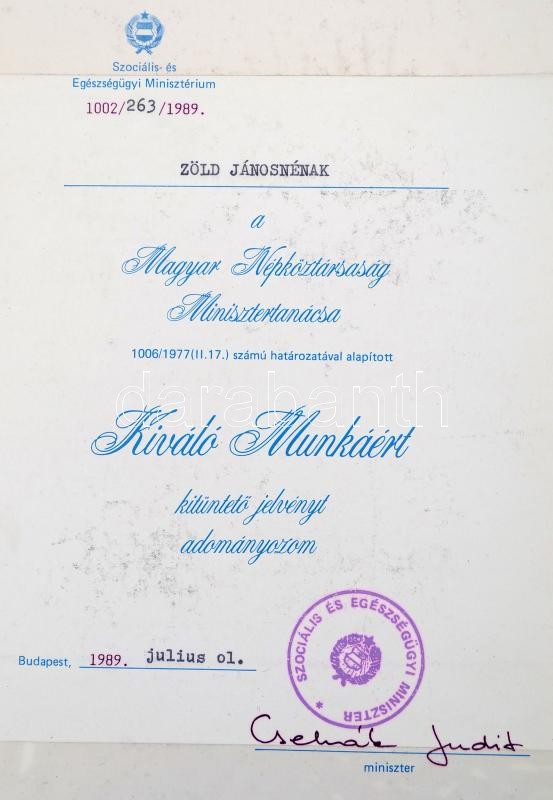 Szociális- és
Egészségügyi Minisztérium
1002/263/1989.
ZÖLD JÁNOSNÉNAK
a
Magyar Népköztársaság
Minisztertanácsa
1006/1977(II.17.) számú határozatával alapított
darabanth
Kiváló Munkáért
kitüntető jelvényt
adományozom
Budapest, 1989. julius ol.
SZOCIÁLIS ÉS EGÉSZSÉGÜGYI MINISZTER *
Csehák Judit
miniszter